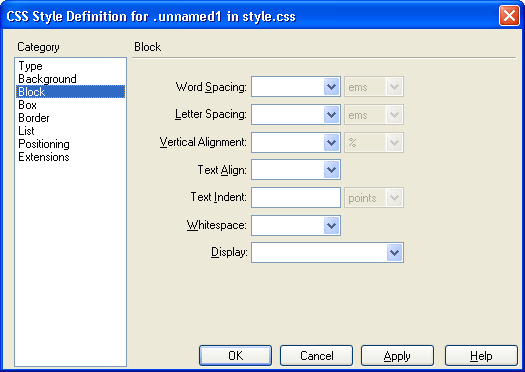 CSS Style Definition for .unnamed1 in style.css
Category
Type
Background
Block
Box
Border
List
Positioning
Extensions
Block
Word Spacing: ems
Letter Spacing: ems
Vertical Alignment: %
Text Align:
Text Indent: points
Whitespace:
Display:
OK Cancel Apply Help